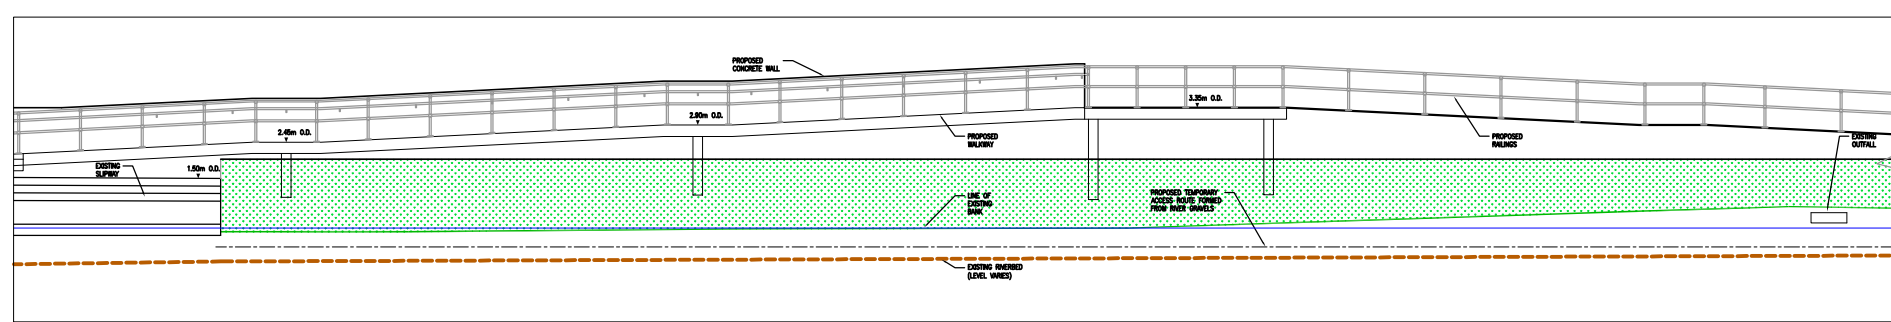 PROPOSED
CONCRETE WALL
3.35m O.D.
2.90m O.D.
2.45m O.D.
PROPOSED
WALKWAY
PROPOSED
RAILINGS
EXISTING
OUTFALL
EXISTING
SLIPWAY
1.50m O.D.
LINE OF
EXISTING
BANK
PROPOSED TEMPORARY
ACCESS ROUTE FORMED
FROM RIVER GRAVELS
EXISTING RIVERBED
(LEVEL VARIES)